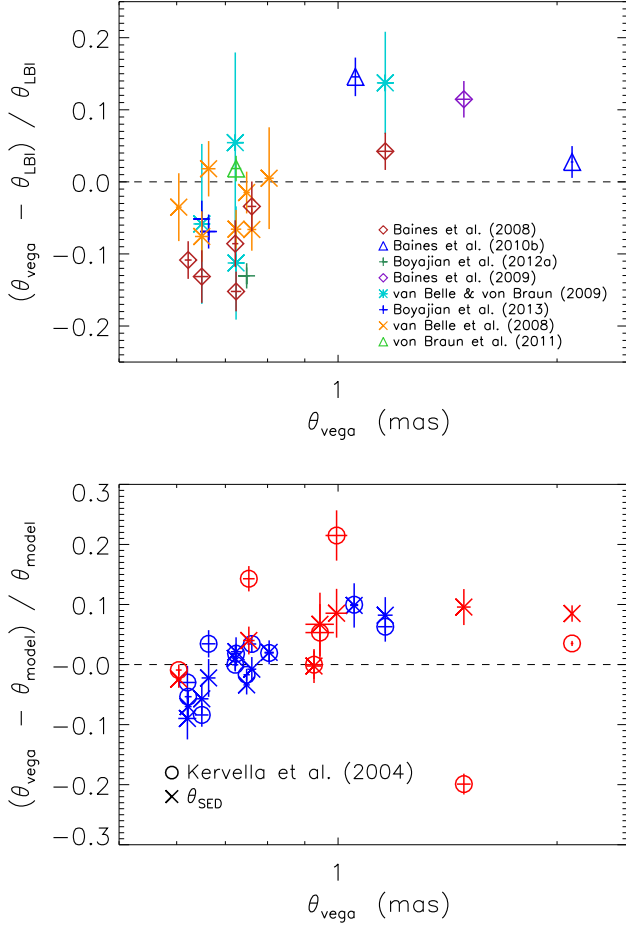 0.2
0.1
0.0
−0.1
−0.2
(θvega − θLBI) / θLBI
Baines et al. (2008)
Baines et al. (2010b)
Boyajian et al. (2012a)
Baines et al. (2009)
van Belle & von Braun (2009)
Boyajian et al. (2013)
van Belle et al. (2008)
von Braun et al. (2011)
1
θvega (mas)
0.3
0.2
0.1
−0.0
−0.1
−0.2
−0.3
(θvega − θmodel) / θmodel
Kervella et al. (2004)
θSED
1
θvega (mas)